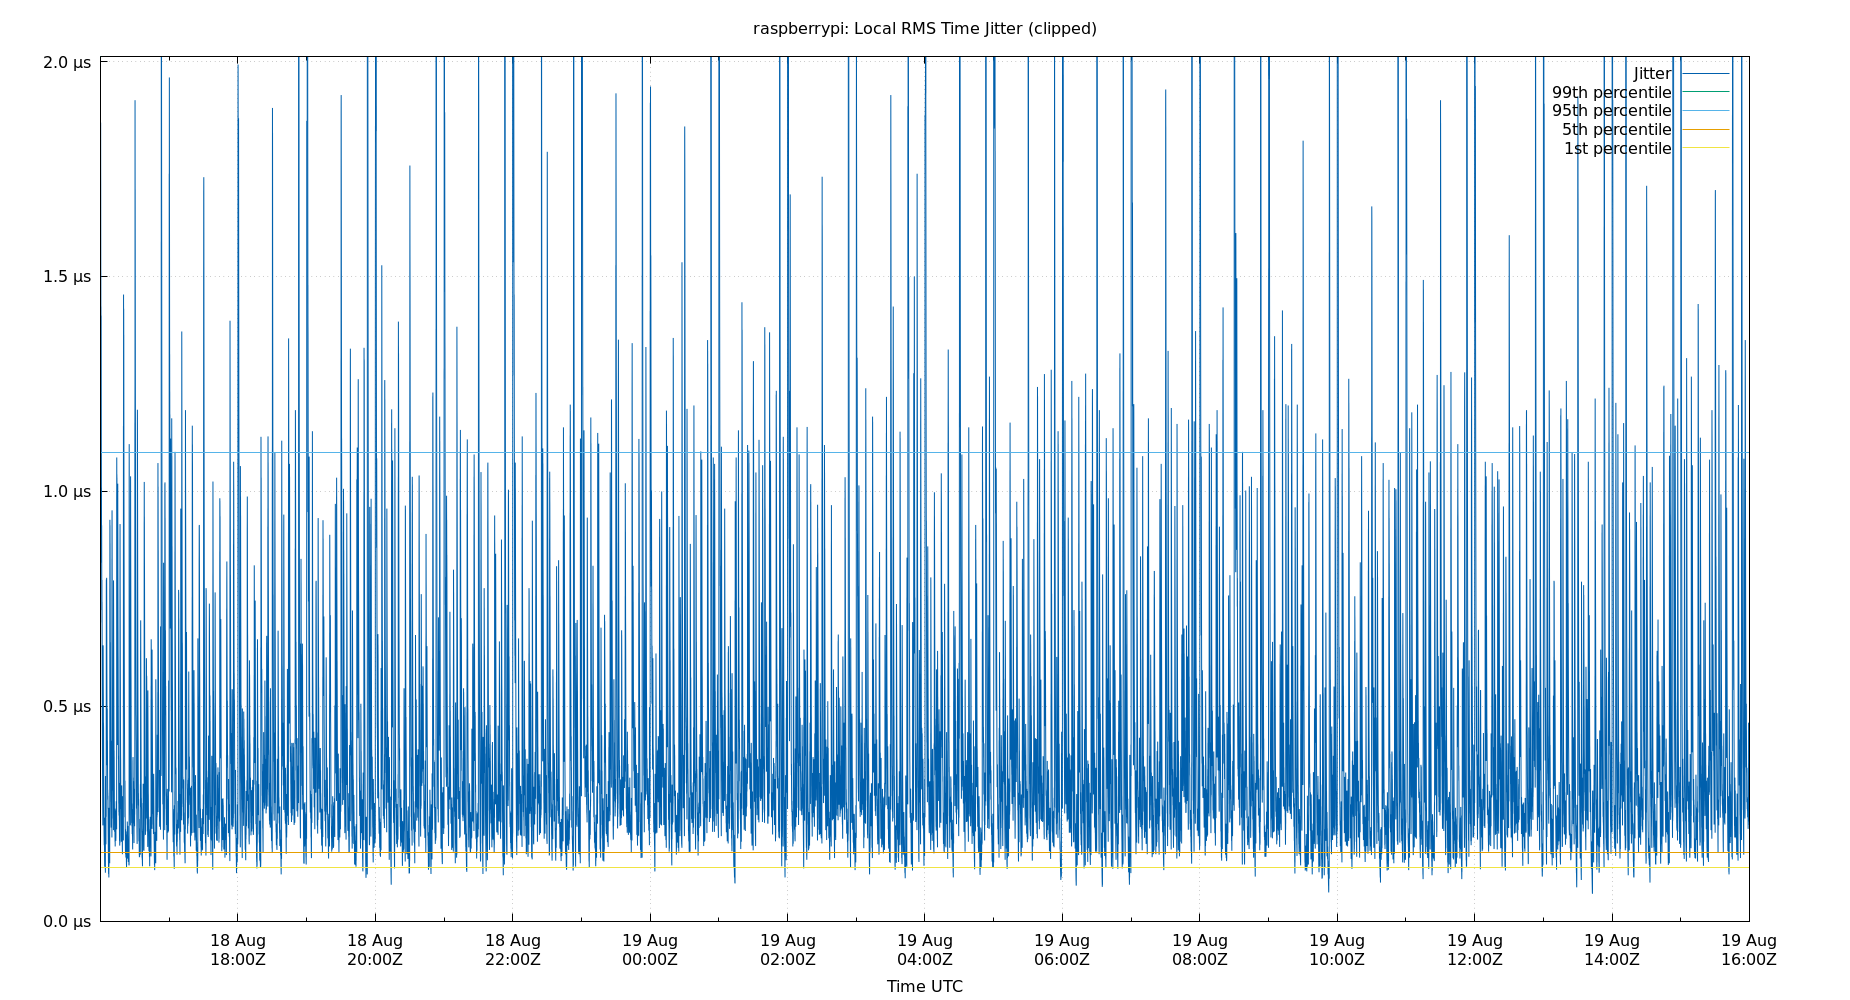 raspberrypi: Local RMS Time Jitter (clipped)
2.0 µs
1.5 µs
1.0 µs
0.5 µs
0.0 µs
Jitter
99th percentile
95th percentile
5th percentile
1st percentile
18 Aug 18 Aug 18 Aug 19 Aug 19 Aug 19 Aug 19 Aug 19 Aug 19 Aug 19 Aug 19 Aug 19 Aug
18:00Z 20:00Z 22:00Z 00:00Z 02:00Z 04:00Z 06:00Z 08:00Z 10:00Z 12:00Z 14:00Z 16:00Z
Time UTC